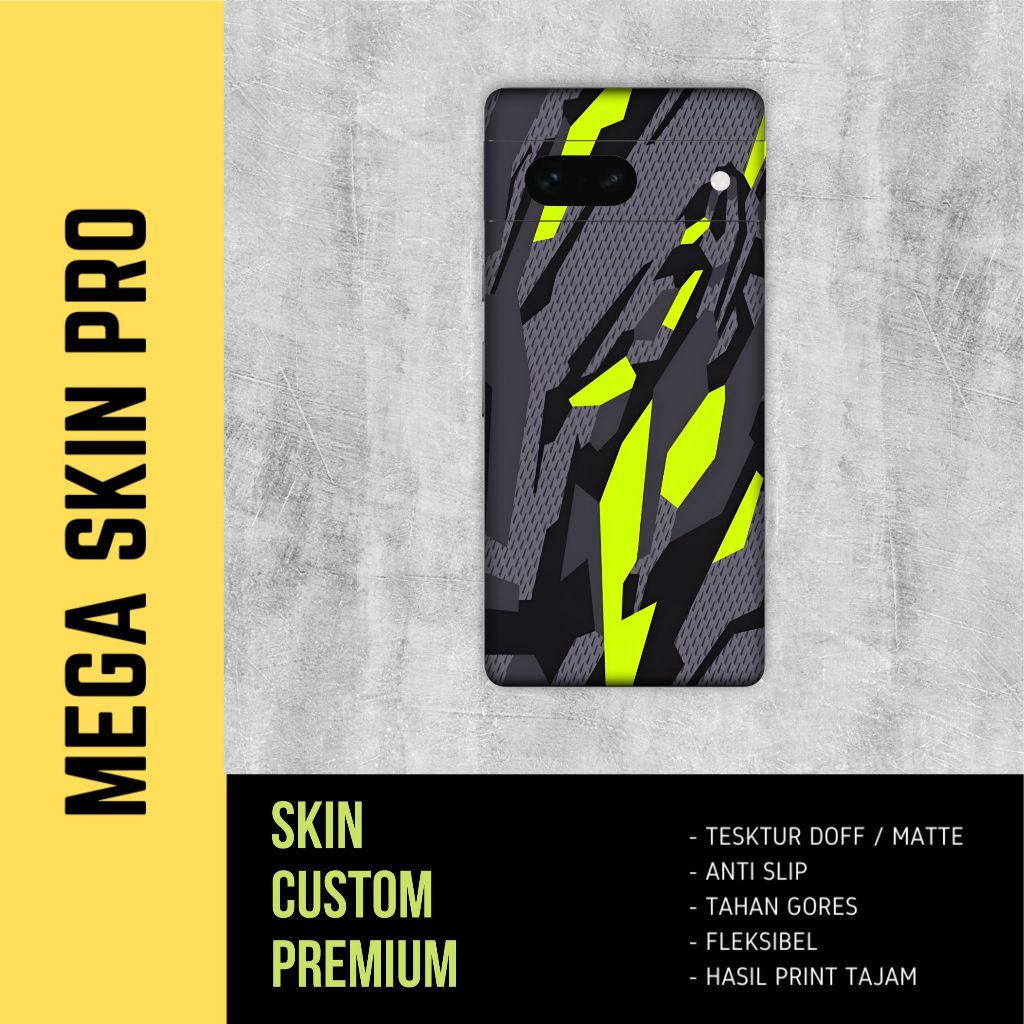 MEGA SKIN PRO
SKIN
CUSTOM
PREMIUM
- TESKTUR DOFF / MATTE
- ANTI SLIP
- TAHAN GORES
- FLEKSIBEL
- HASIL PRINT TAJAM